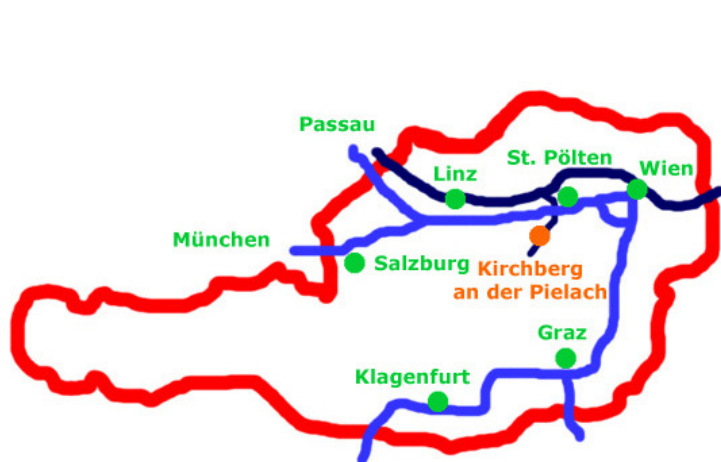 Passau
St. Pölten
Wien
Linz
München
Salzburg
Kirchberg
an der Pielach
Graz
Klagenfurt